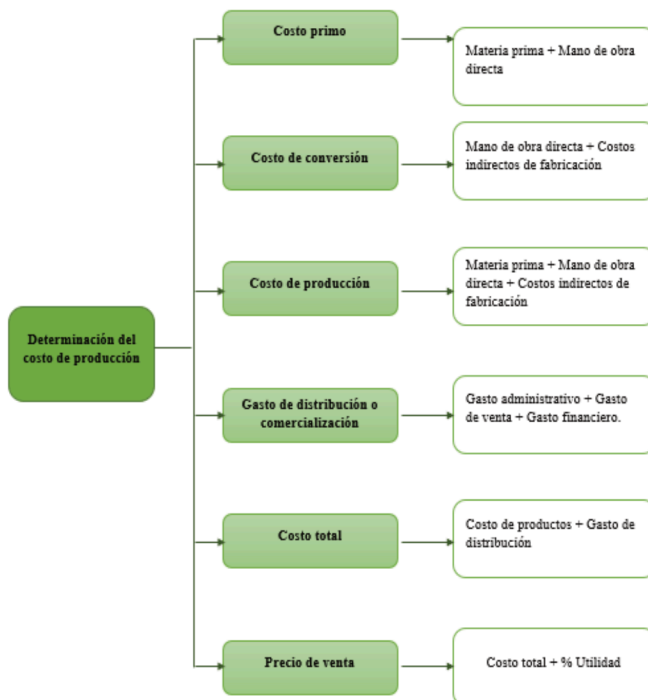 Costo primo
Materia prima + Mano de obra
directa
Costo de conversión
Mano de obra directa + Costos
indirectos de fabricación
Costo de producción
Materia prima + Mano de obra
directa + Costos indirectos de
fabricación
Determinación del
costo de producción
Gasto de distribución o
comercialización
Gasto administrativo + Gasto
de venta + Gasto financiero.
Costo total
Costo de productos + Gasto de
distribución
Precio de venta
Costo total + % Utilidad